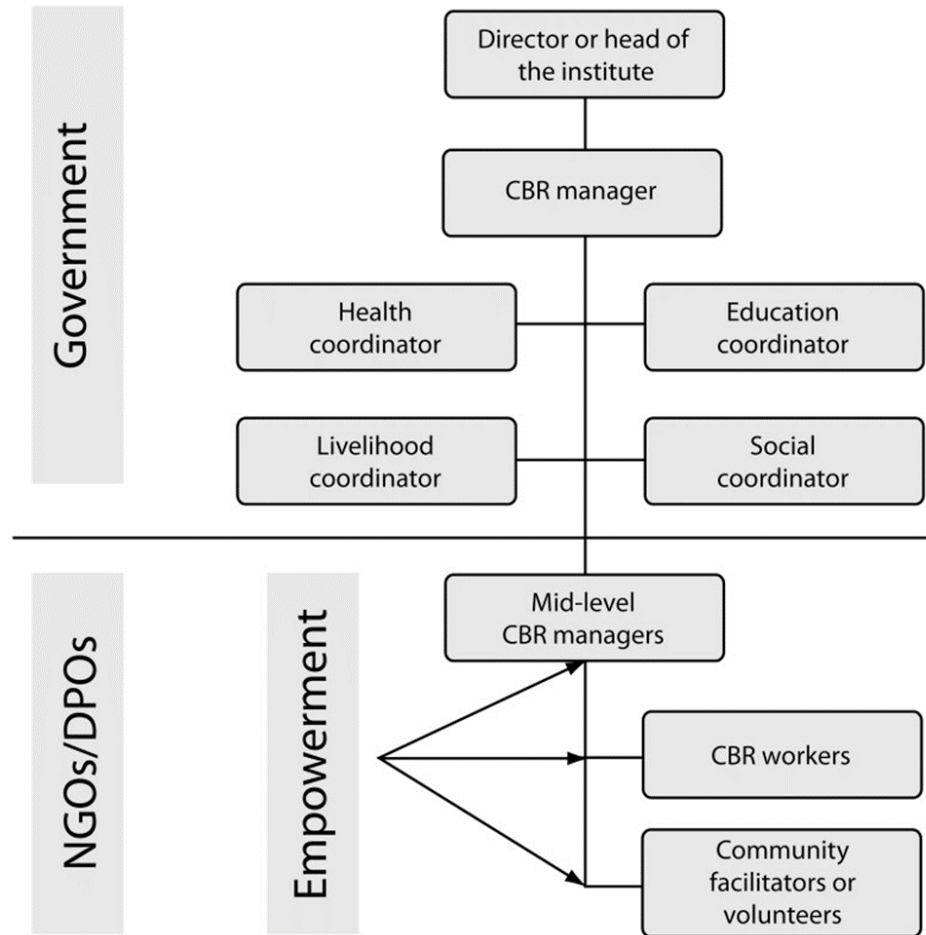 Government
Director or head of
the institute
CBR manager
Health
coordinator
Education
coordinator
Livelihood
coordinator
Social
coordinator
NGOs/DPOs
Empowerment
Mid-level
CBR managers
CBR workers
Community
facilitators or
volunteers